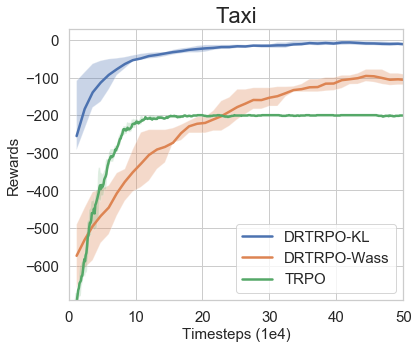 Taxi
0
−100
−200
−300
−400
−500
−600
Rewards
DRTRPO-KL
DRTRPO-Wass
TRPO
0 10 20 30 40 50
Timesteps (1e4)